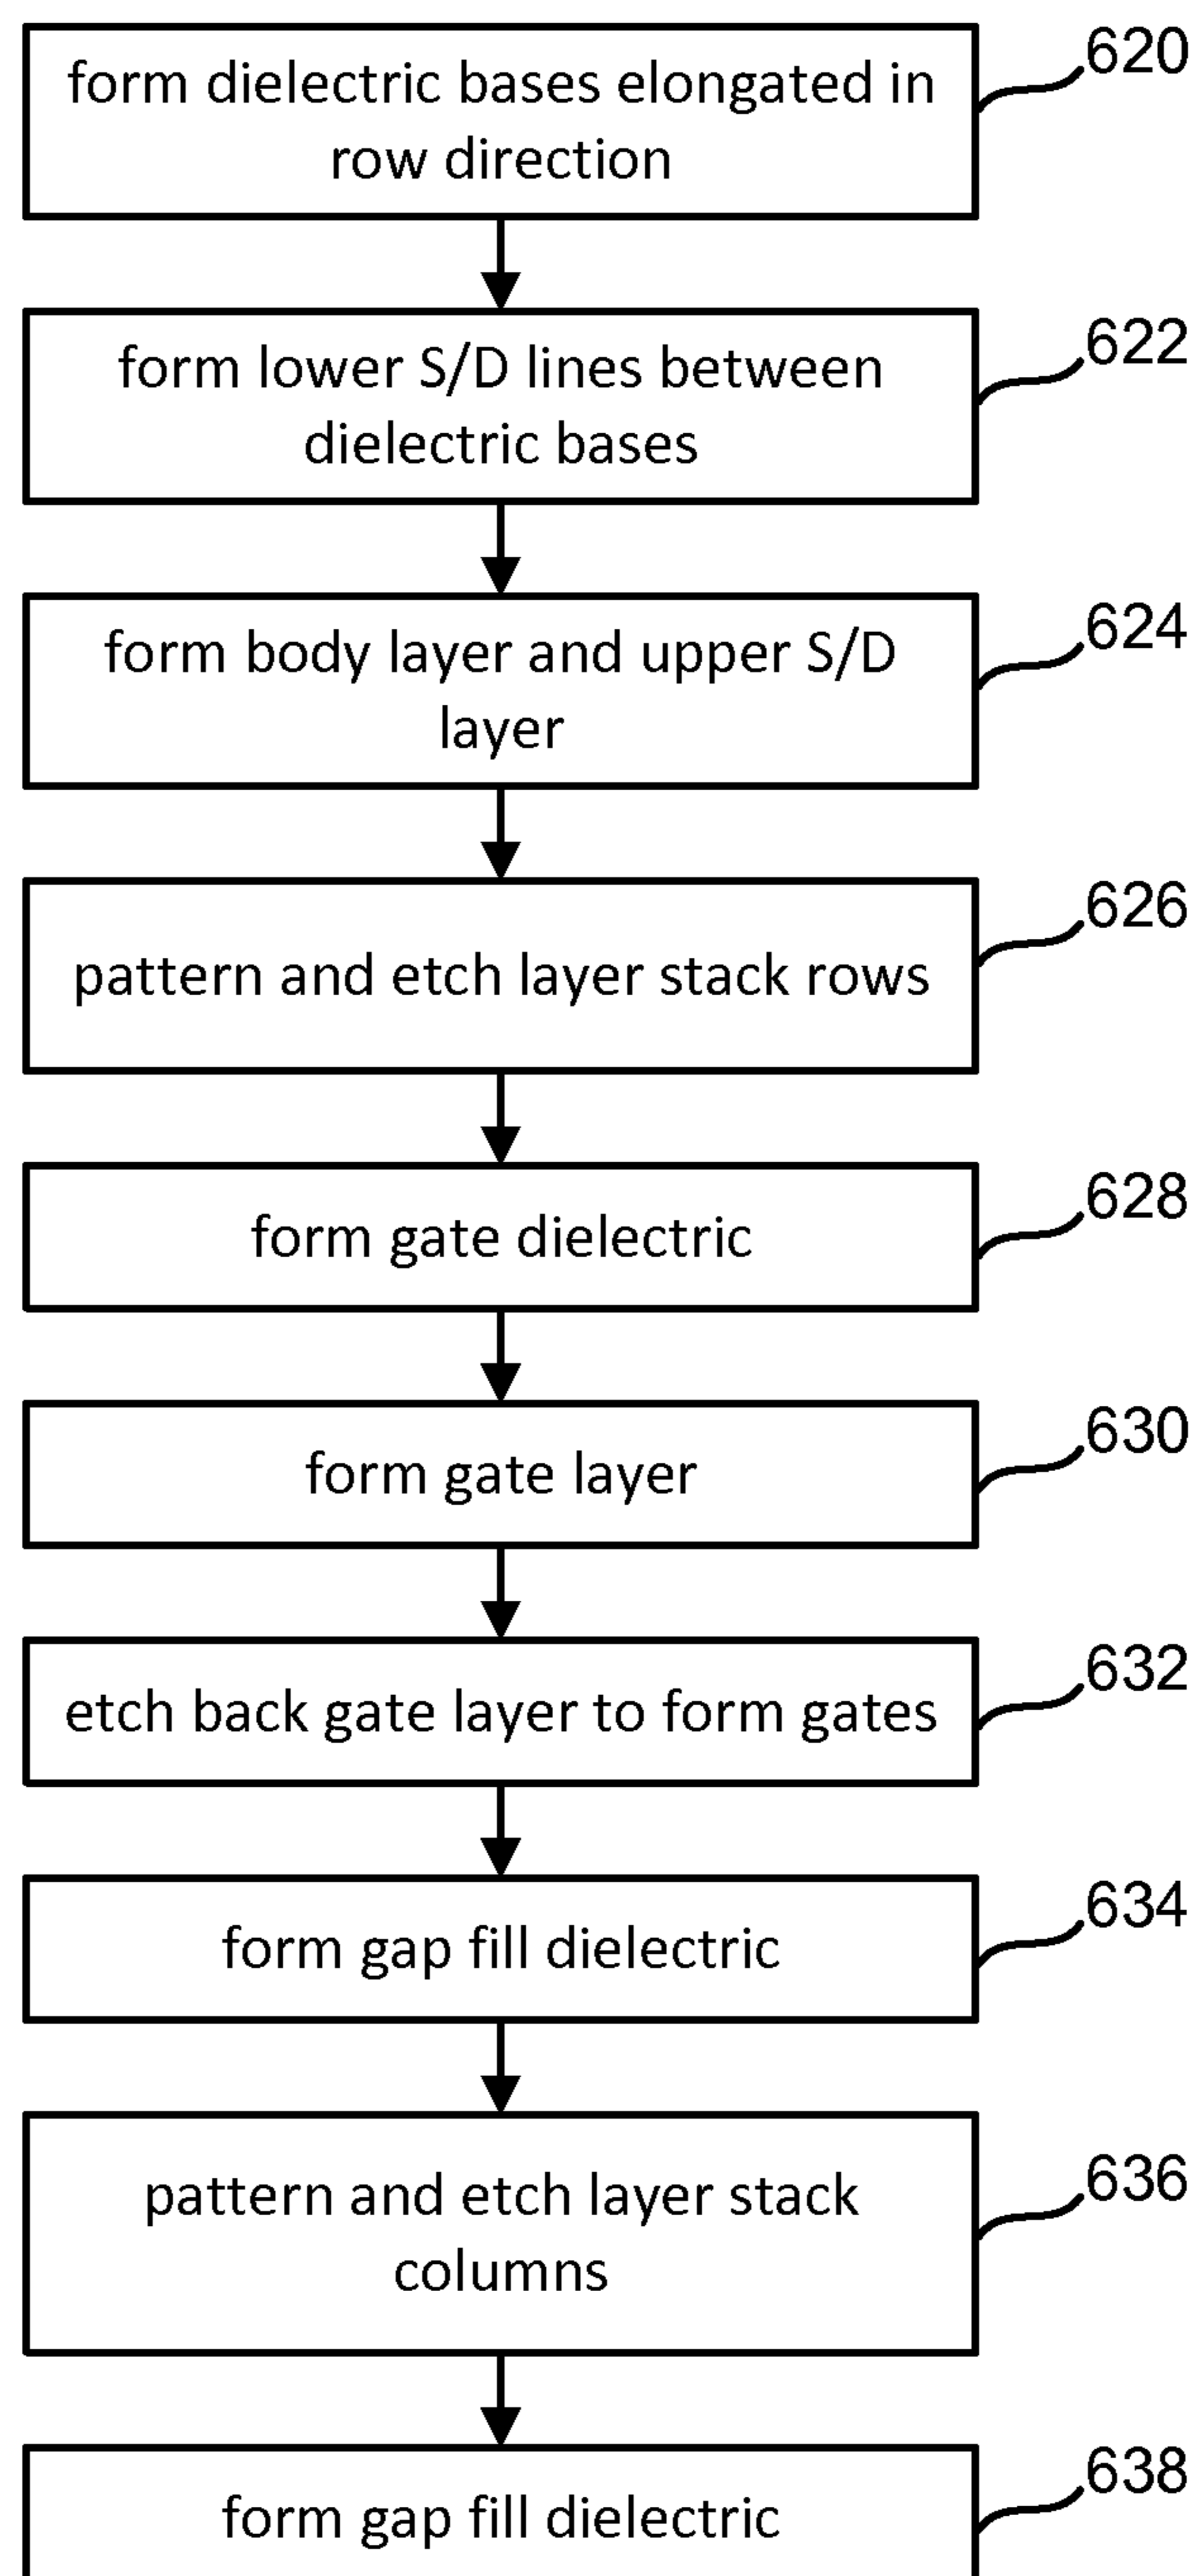 form dielectric bases elongated in
row direction
620
form lower S/D lines between
dielectric bases
622
form body layer and upper S/D
layer
624
pattern and etch layer stack rows
626
form gate dielectric
628
form gate layer
630
etch back gate layer to form gates
632
form gap fill dielectric
634
pattern and etch layer stack
columns
636
form gap fill dielectric
638